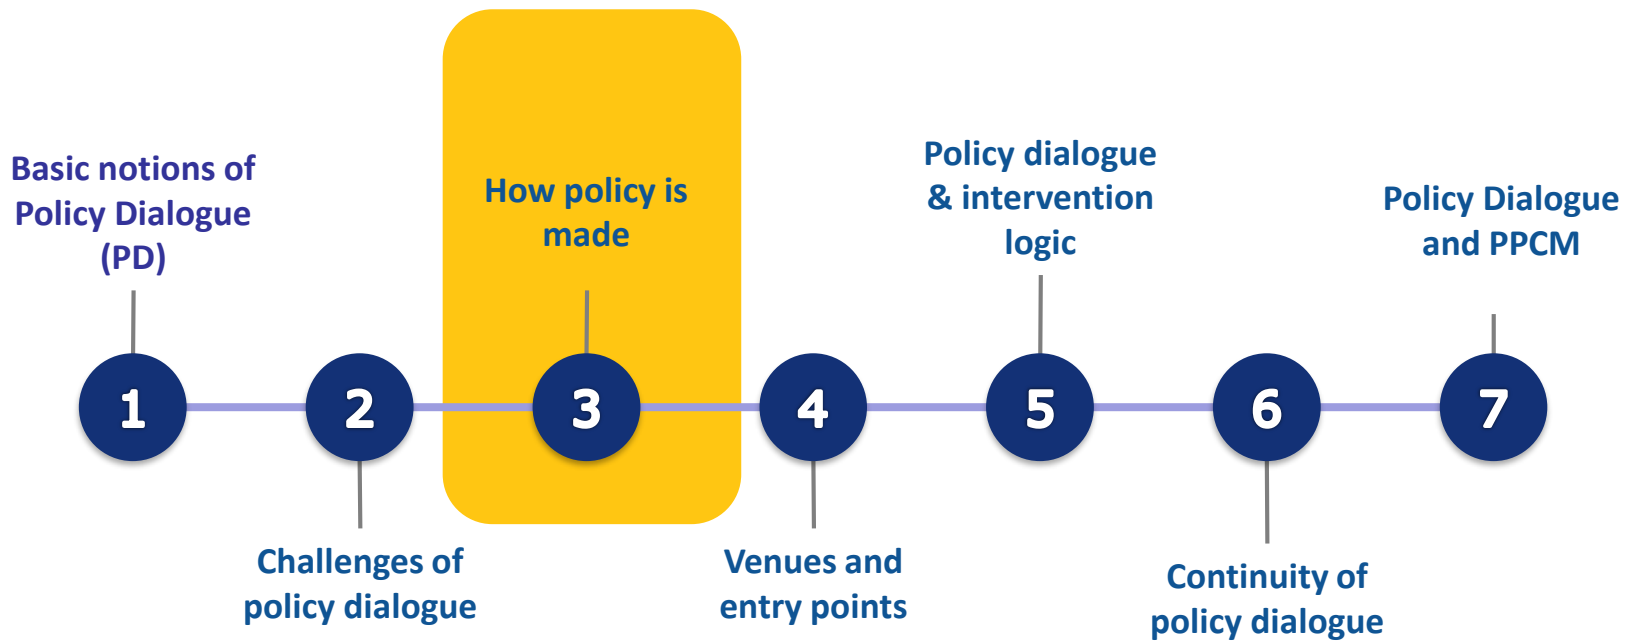 Basic notions of
Policy Dialogue
(PD)
1
Challenges of
policy dialogue
2
How policy is
made
3
Venues and
entry points
4
Policy dialogue
& intervention
logic
5
Continuity of
policy dialogue
6
Policy Dialogue
and PPCM
7